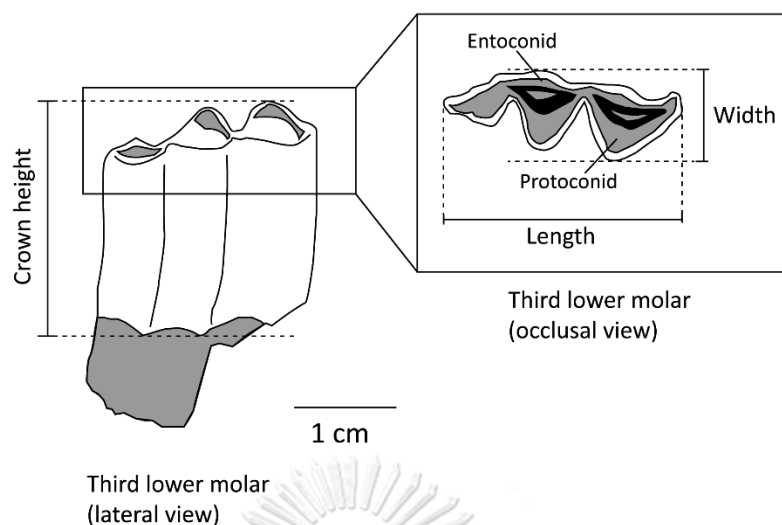 Entoconid
Width
Protoconid
Length
Crown height
Third lower molar
(occlusal view)
1 cm
Third lower molar
(lateral view)